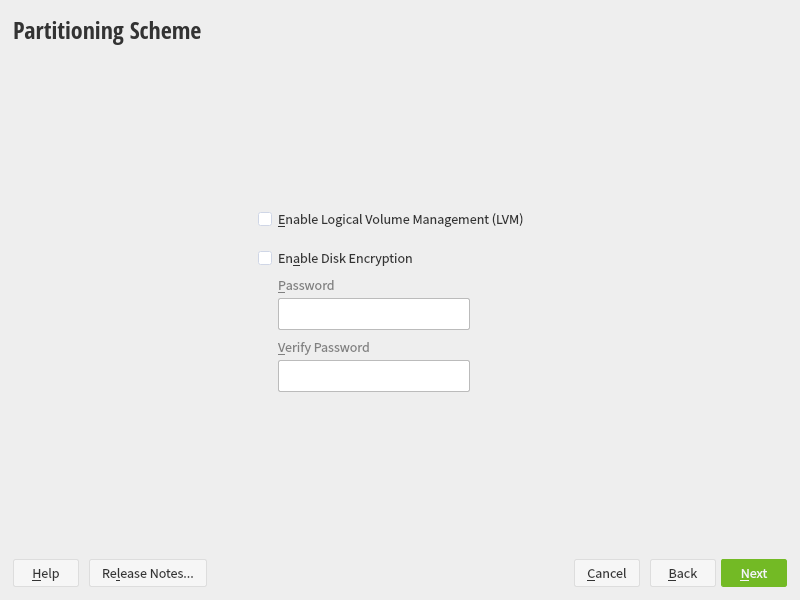 Partitioning Scheme
Enable Logical Volume Management (LVM)
Enable Disk Encryption
Password
Verify Password
Help Release Notes... Cancel Back Next